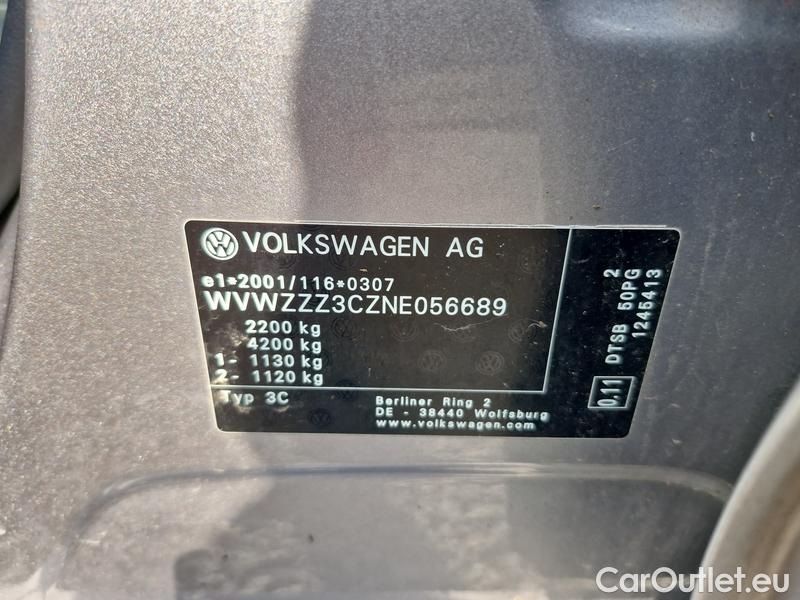 VOLKSWAGEN AG
e1*2001/116*0307
WVWZZZ3CZNE056689
2200 kg
4200 kg
1- 1130 kg
2- 1120 kg
Typ 3C
Berliner Ring 2
DE - 38440 Wolfsburg
www.volkswagen.com
0.11
DTSB 50PG 2
1245413
CarOutlet.eu